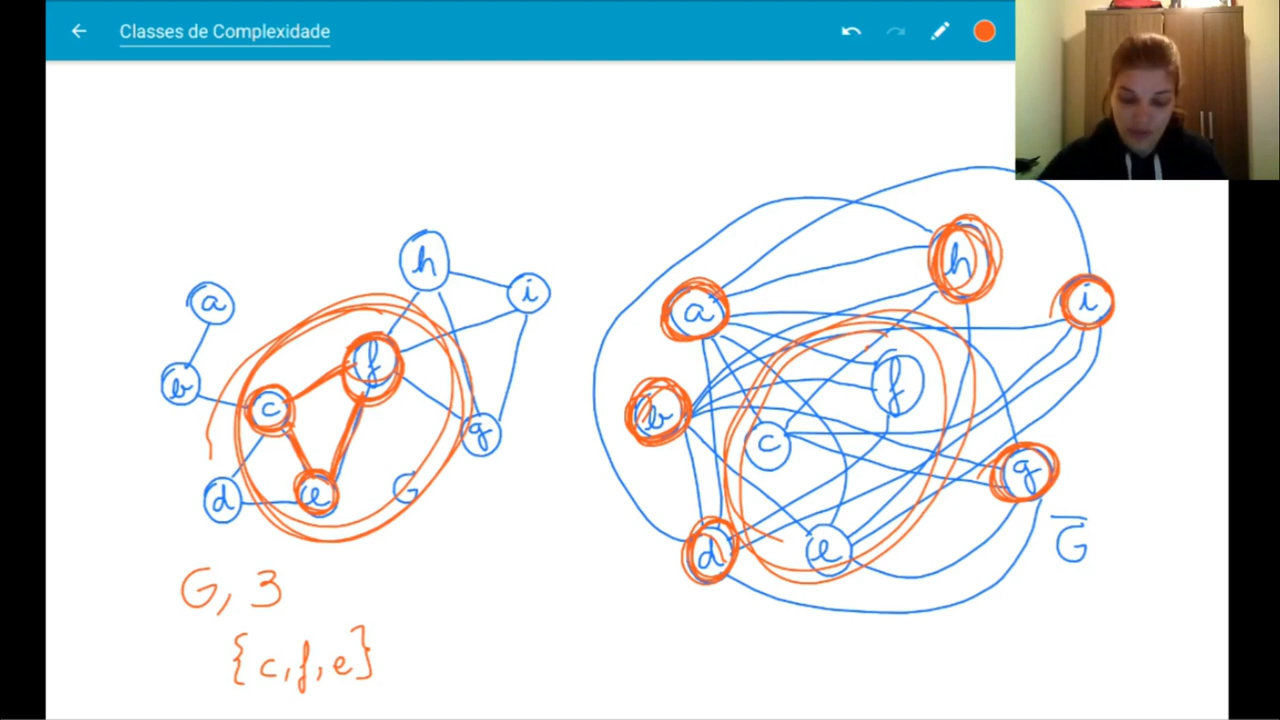 Classes de Complexidade
h
i
a
f
b
c
g
d
e
G
h
a
i
f
b
c
g
d
e
G̅
G, 3
{c, f, e}